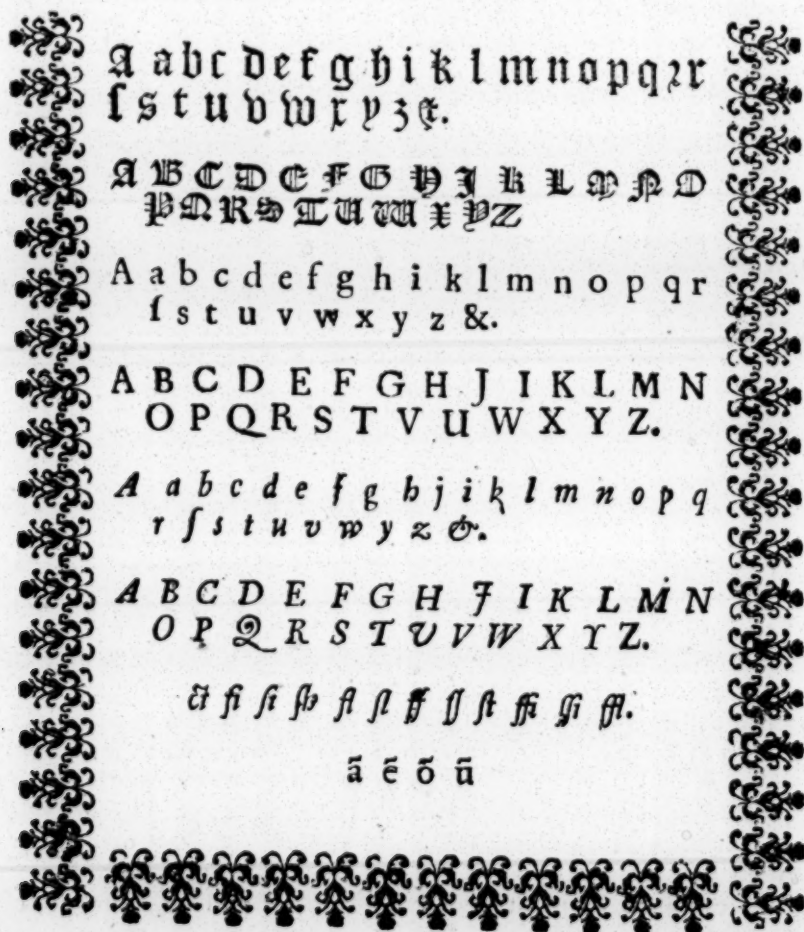 A a b c d e f g h i k l m n o p q ꝛ r
ſ s t u v w x y z &.
A B C D E F G H J K L M N O
P Q R S T U W X Y Z
A a b c d e f g h i k l m n o p q r
ſ s t u v w x y z &.
A B C D E F G H J I K L M N
O P Q R S T V U W X Y Z.
A a b c d e f g h j i k l m n o p q
r ſ s t u v w y z &.
A B C D E F G H J I K L M N
O P Q R S T U V W X Y Z.
ct fi ſi ſh fl ſl ff ſſ ſt ffi ſſi ffl.
ã ẽ õ ũ